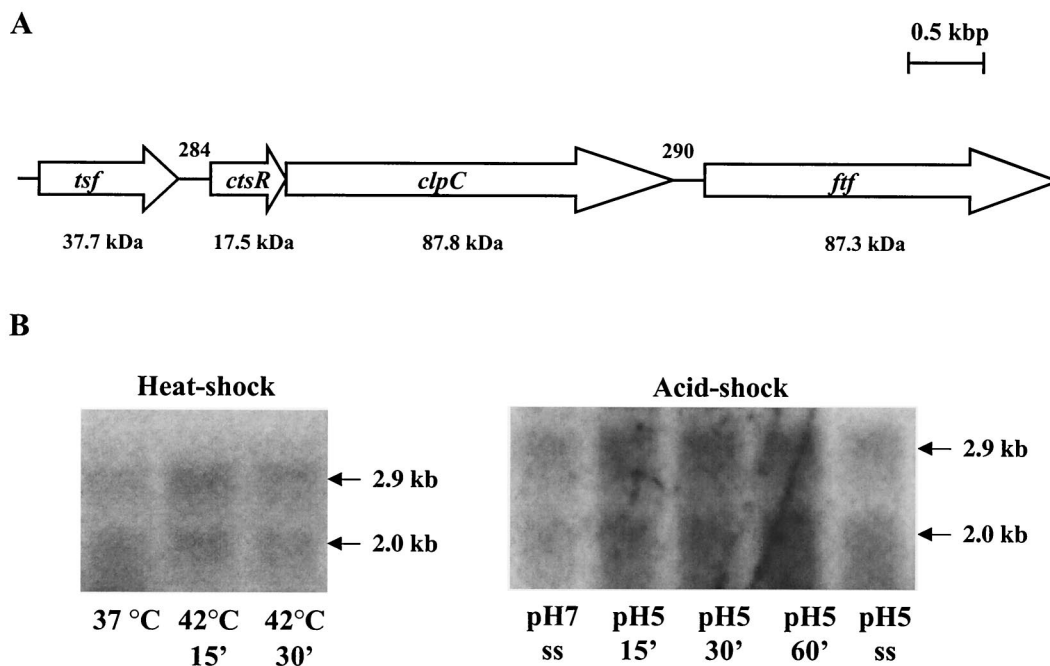 A
0.5 kbp
284
290
tsf
ctsR
clpC
ftf
37.7 kDa
17.5 kDa
87.8 kDa
87.3 kDa
B
Heat-shock
Acid-shock
2.9 kb
2.0 kb
2.9 kb
2.0 kb
37 °C 42°C 42°C
15’ 30’
pH7 pH5 pH5 pH5 pH5
ss 15’ 30’ 60’ ss